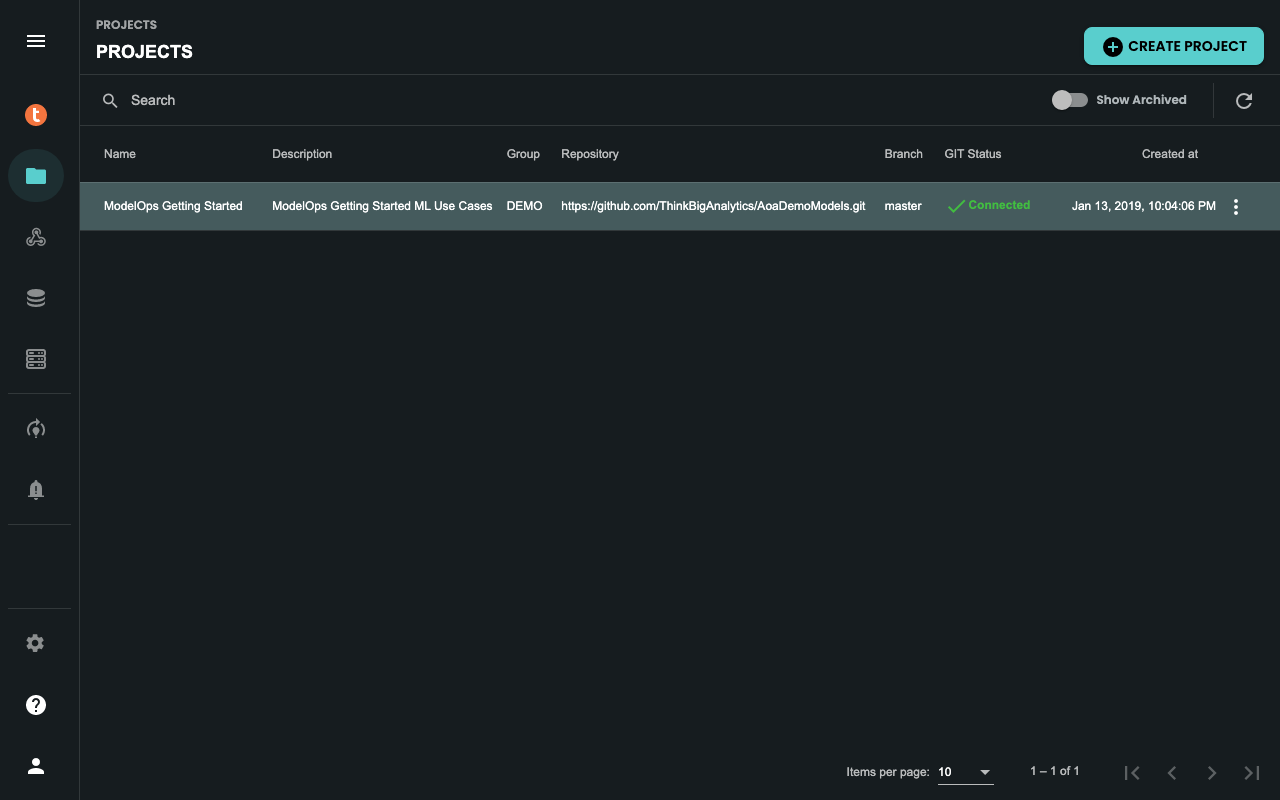 PROJECTS
PROJECTS
CREATE PROJECT
Search
Show Archived
Name Description Group Repository Branch GIT Status Created at
ModelOps Getting Started ModelOps Getting Started ML Use Cases DEMO https://github.com/ThinkBigAnalytics/AoaDemoModels.git master Connected Jan 13, 2019, 10:04:06 PM
Items per page: 10 1 – 1 of 1